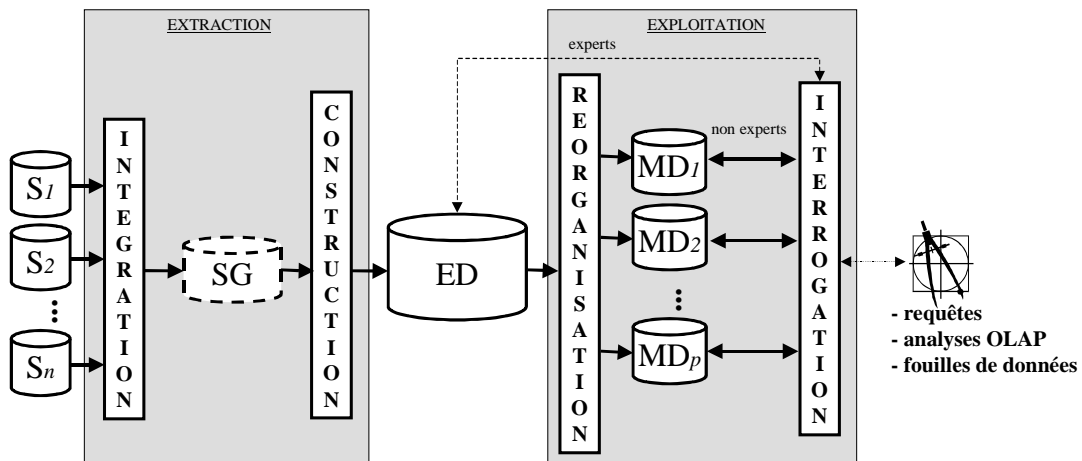 EXTRACTION
EXPLOITATION
experts
non experts
INTEGRATION
CONSTRUCTION
REORGANISATION
INTERROGATION
S1
S2
...
Sn
SG
ED
MD1
MD2
...
MDp
- requêtes
- analyses OLAP
- fouilles de données